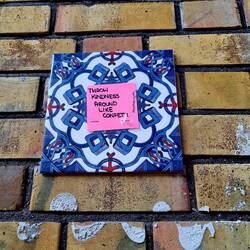 THROW
KINDNESS
AROUND
LIKE
CONFETTI